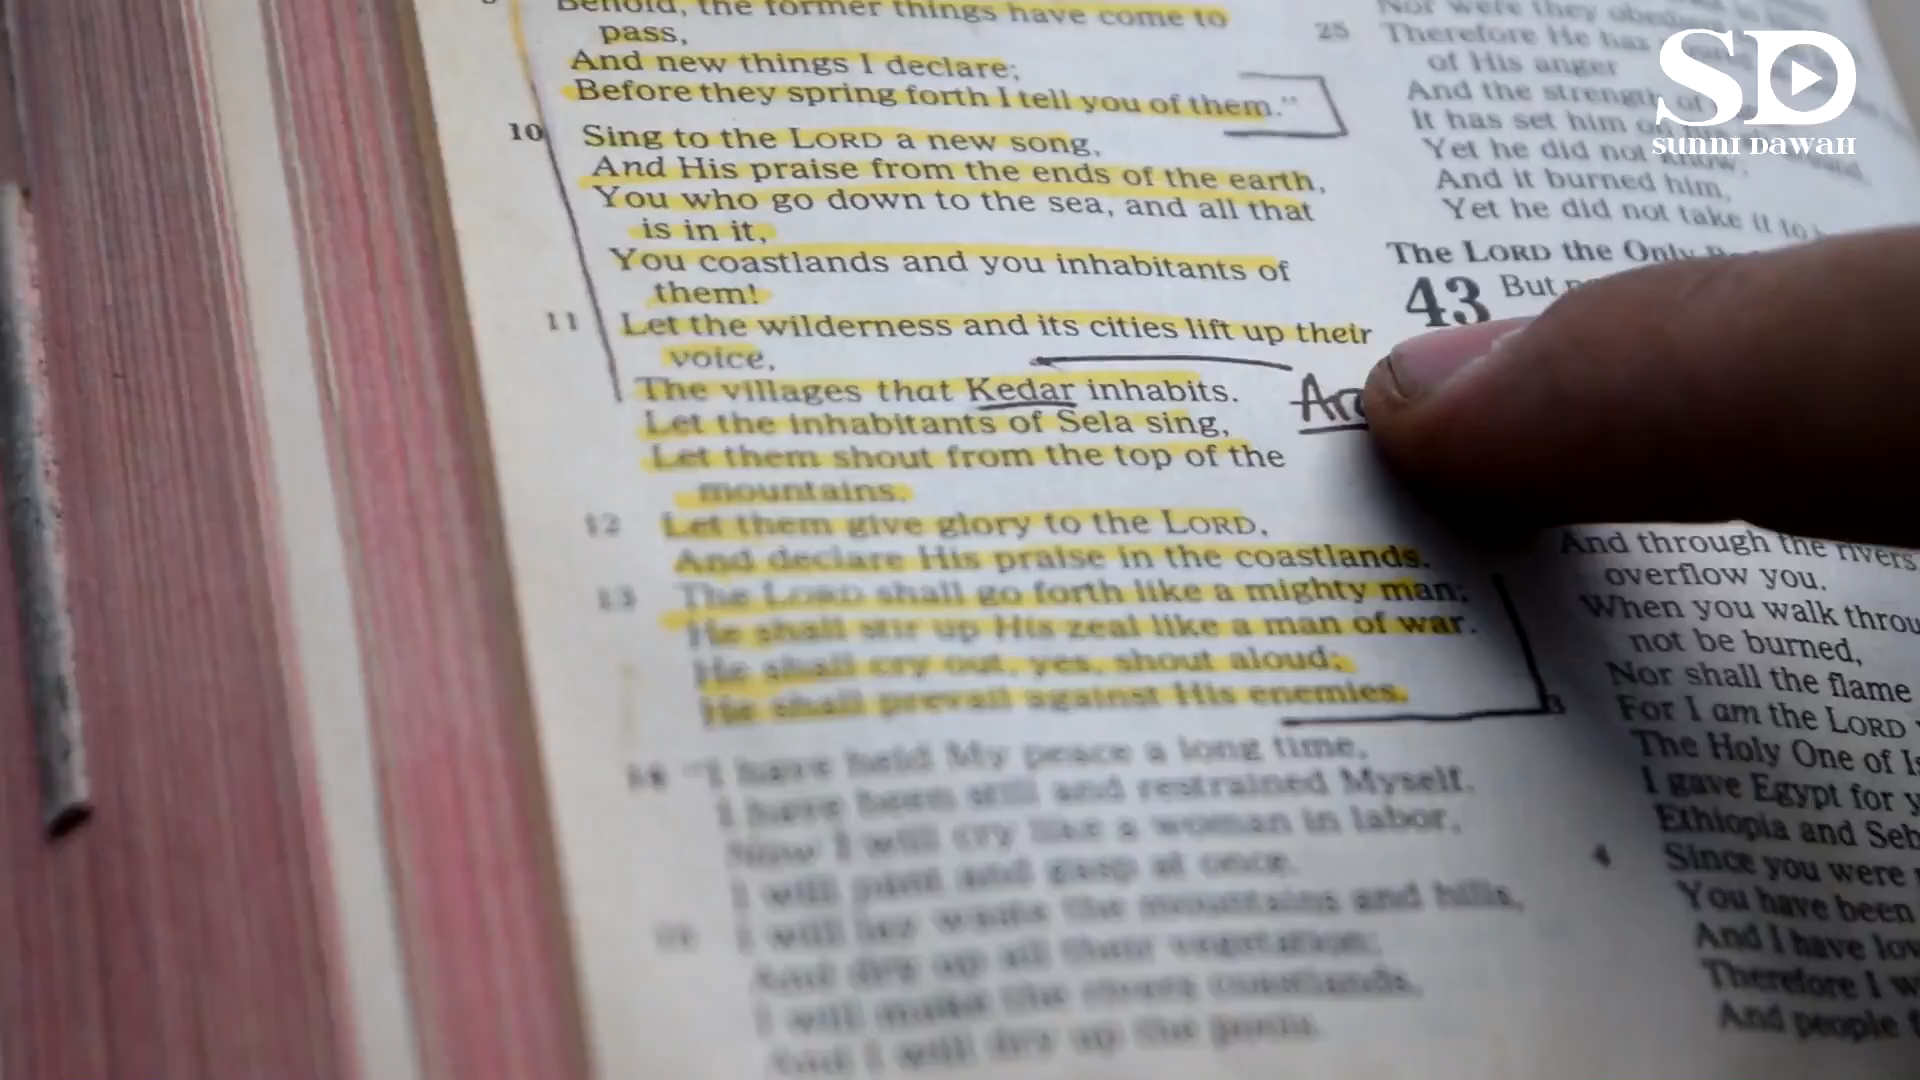 Behold, the former things have come to
pass,
And new things I declare;
Before they spring forth I tell you of them."
10 Sing to the LORD a new song,
And His praise from the ends of the earth,
You who go down to the sea, and all that
is in it,
You coastlands and you inhabitants of
them!
11 Let the wilderness and its cities lift up their
voice,
The villages that Kedar inhabits.
Let the inhabitants of Sela sing,
Let them shout from the top of the
mountains.
12 Let them give glory to the LORD,
And declare His praise in the coastlands.
13 The LORD shall go forth like a mighty man;
He shall stir up His zeal like a man of war.
He shall cry out, yes, shout aloud;
He shall prevail against His enemies.
14 "I have held My peace a long time,
I have been still and restrained Myself.
Now I will cry like a woman in labor,
I will pant and gasp at once.
15 I will lay waste the mountains and hills,
And dry up all their vegetation;
I will make the rivers coastlands,
And I will dry up the pools.
Nor were they obedient
25 Therefore He has
of His anger
And the strength of
It has set him on
Yet he did not know,
And it burned him,
Yet he did not take it to
The LORD the Only
43 But
And through the rivers,
overflow you.
When you walk throu
not be burned,
Nor shall the flame
3 For I am the LORD
The Holy One of Is
I gave Egypt for y
Ethiopia and Seb
4 Since you were
You have been
And I have lov
Therefore I w
And people
Ar
SD
SUNNI DAWAH